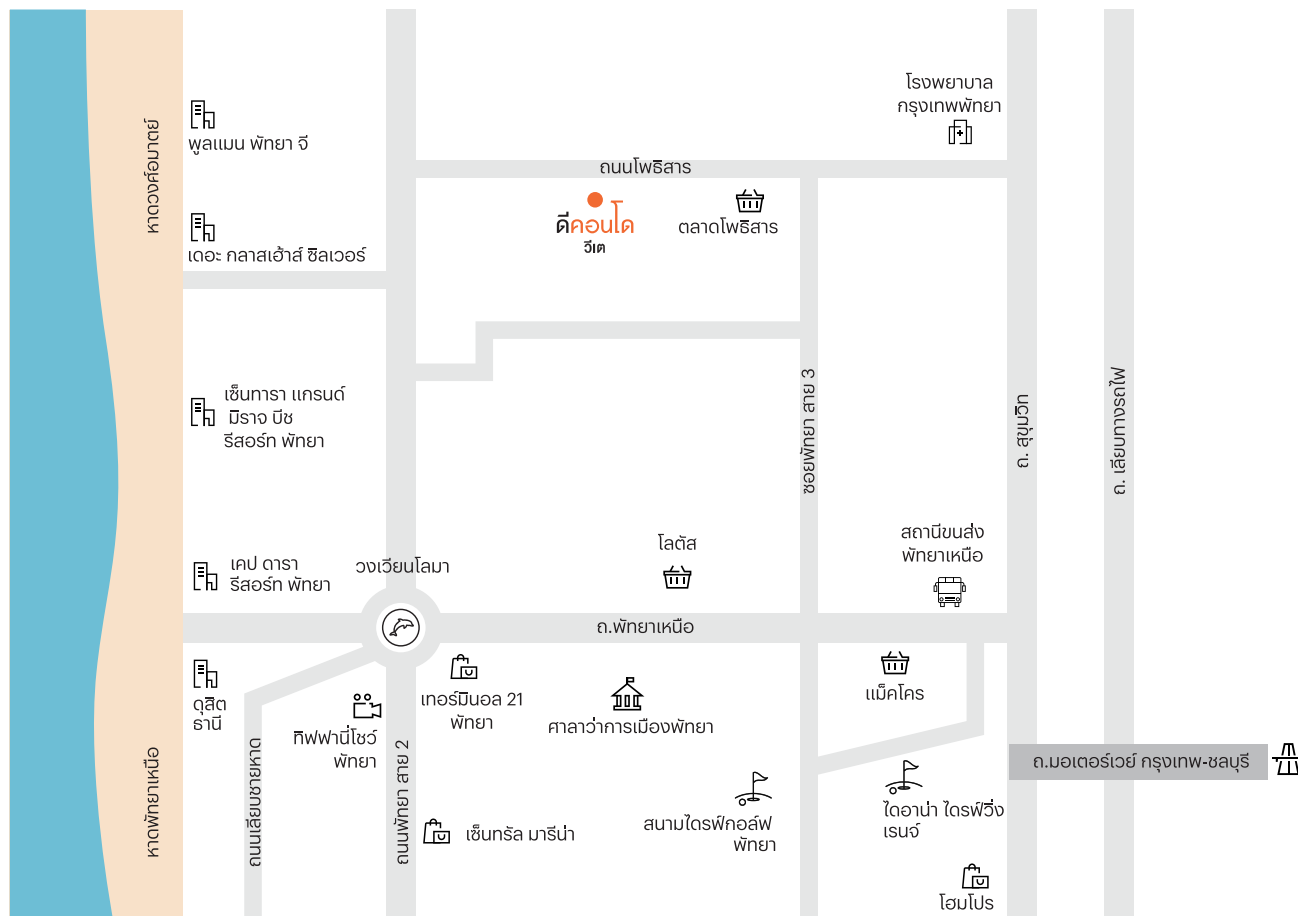 โรงพยาบาล
กรุงเทพพัทยา
หาดวงศ์อมาตย์
พูลแมน พัทยา จี
ถนนโพธิสาร
ดีคอนโด
วีเต
ตลาดโพธิสาร
เดอะ กลาสเฮ้าส์ ซิลเวอร์
เซ็นทารา แกรนด์
มิราจ บีช
รีสอร์ท พัทยา
ซอยพัทยา สาย 3
ถ. สุขุมวิท
ถ. เลียบทางรถไฟ
สถานีขนส่ง
พัทยาเหนือ
โลตัส
เคป ดารา
รีสอร์ท พัทยา
วงเวียนโลมา
ถ.พัทยาเหนือ
ดุสิต
ธานี
เทอร์มินอล 21
พัทยา
ศาลาว่าการเมืองพัทยา
แม็คโคร
ทิฟฟานี่โชว์
พัทยา
หาดพัทยาเหนือ
ถนนเลียบชายหาด
ถนนพัทยา สาย 2
ถ.มอเตอร์เวย์ กรุงเทพ-ชลบุรี
เซ็นทรัล มารีน่า
สนามไดรฟ์กอล์ฟ
พัทยา
ไดอาน่า ไดรฟ์วิ่ง
เรนจ์
โฮมโปร